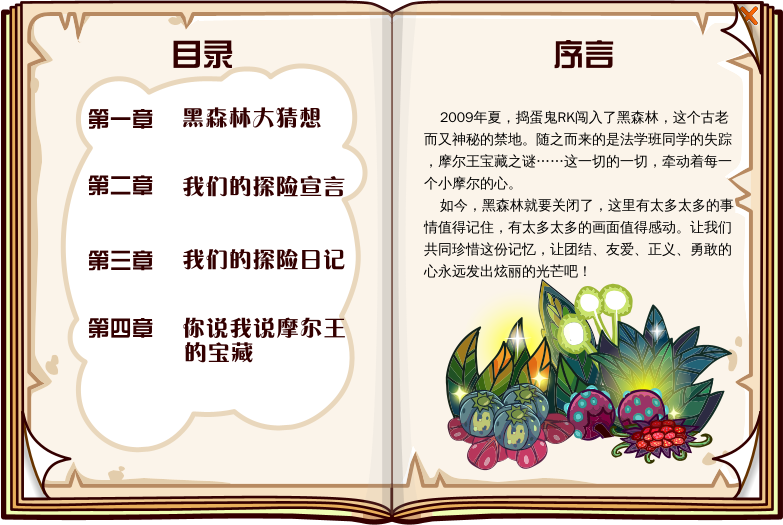 目录
第一章 黑森林大猜想
第二章 我们的探险宣言
第三章 我们的探险日记
第四章 你说我说摩尔王
的宝藏
序言
2009年夏，捣蛋鬼RK闯入了黑森林，这个古老
而又神秘的禁地。随之而来的是法学班同学的失踪
，摩尔王宝藏之谜……这一切的一切，牵动着每一
个小摩尔的心。
如今，黑森林就要关闭了，这里有太多太多的事
情值得记住，有太多太多的画面值得感动。让我们
共同珍惜这份记忆，让团结、友爱、正义、勇敢的
心永远发出炫丽的光芒吧！